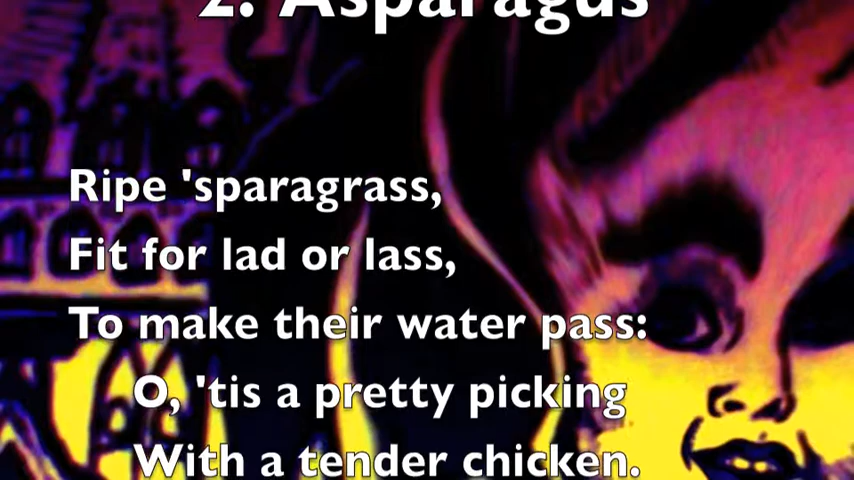 2. Asparagus
Ripe 'sparagrass,
Fit for lad or lass,
To make their water pass:
O, 'tis a pretty picking
With a tender chicken.